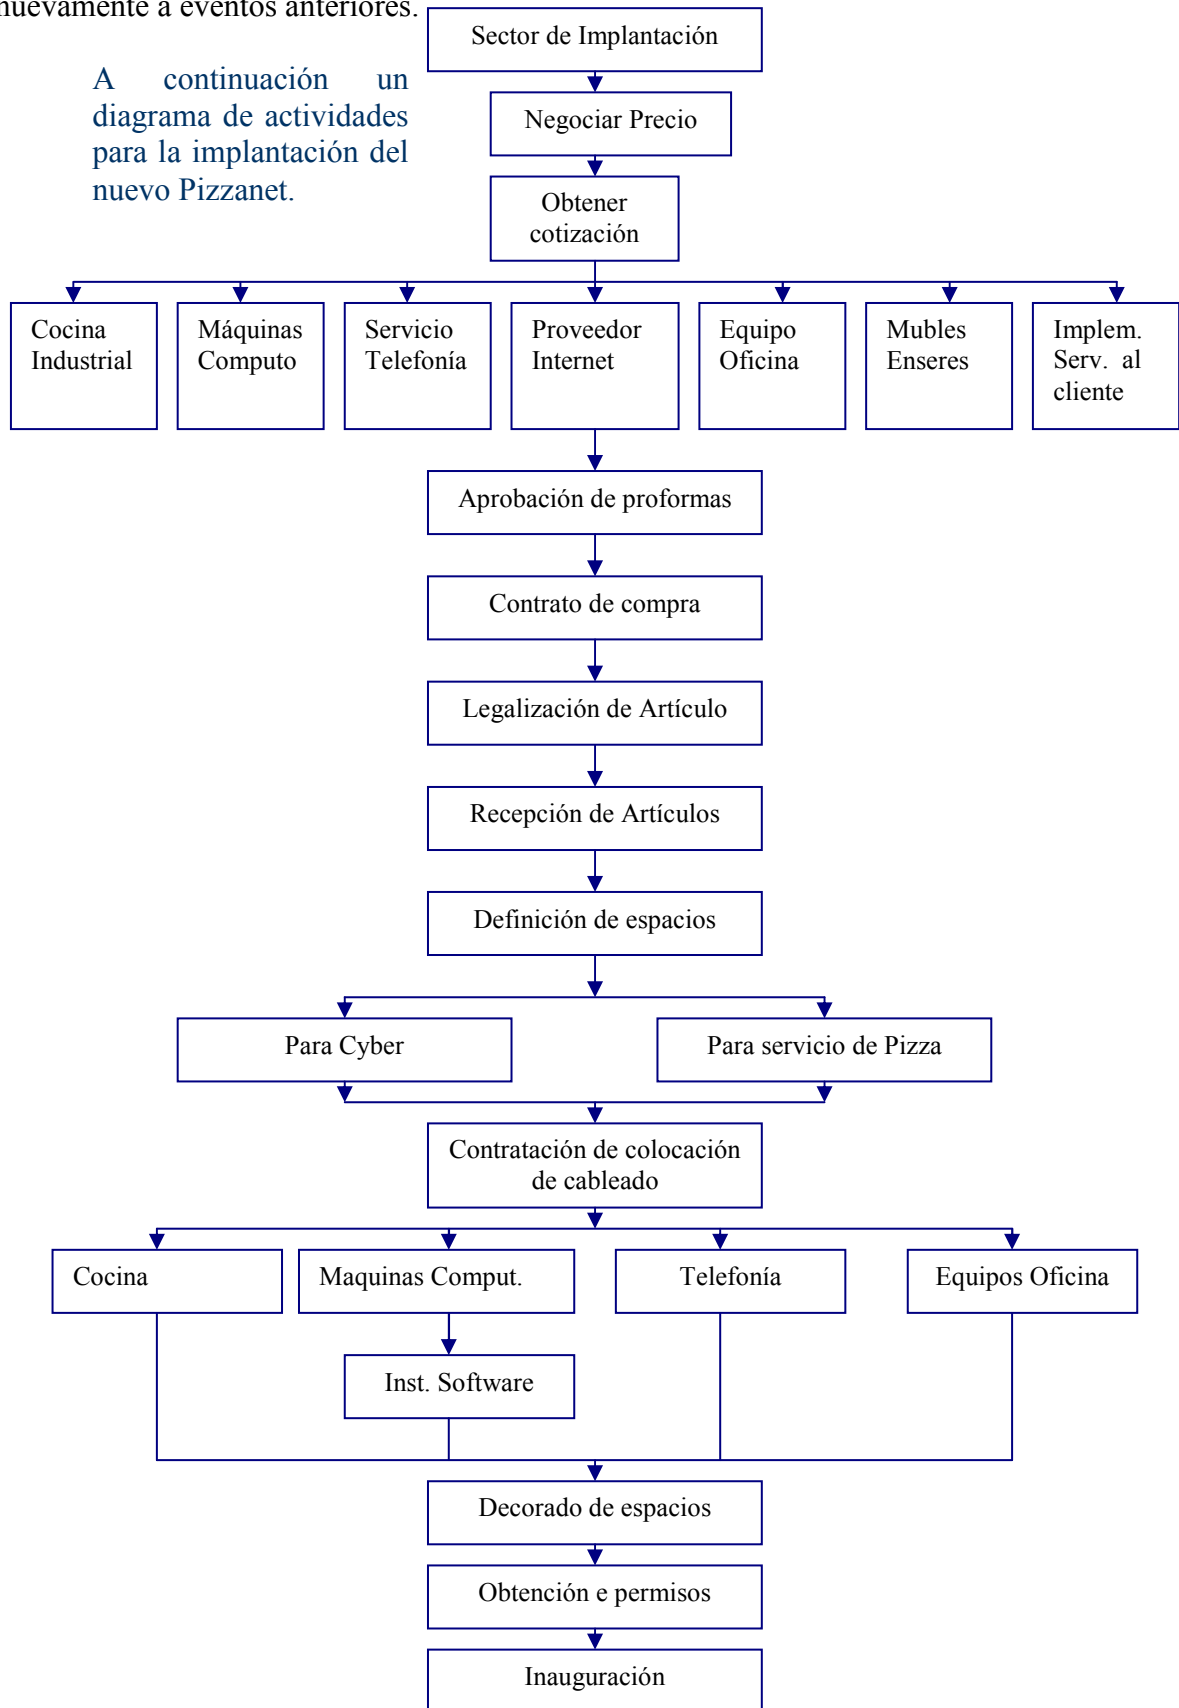 nuevamente a eventos anteriores.
A continuación un
diagrama de actividades
para la implantación del
nuevo Pizzanet.
Sector de Implantación
Negociar Precio
Obtener
cotización
Cocina
Industrial
Máquinas
Computo
Servicio
Telefonía
Proveedor
Internet
Equipo
Oficina
Mubles
Enseres
Implem.
Serv. al
cliente
Aprobación de proformas
Contrato de compra
Legalización de Artículo
Recepción de Artículos
Definición de espacios
Para Cyber
Para servicio de Pizza
Contratación de colocación
de cableado
Cocina
Maquinas Comput.
Telefonía
Equipos Oficina
Inst. Software
Decorado de espacios
Obtención e permisos
Inauguración